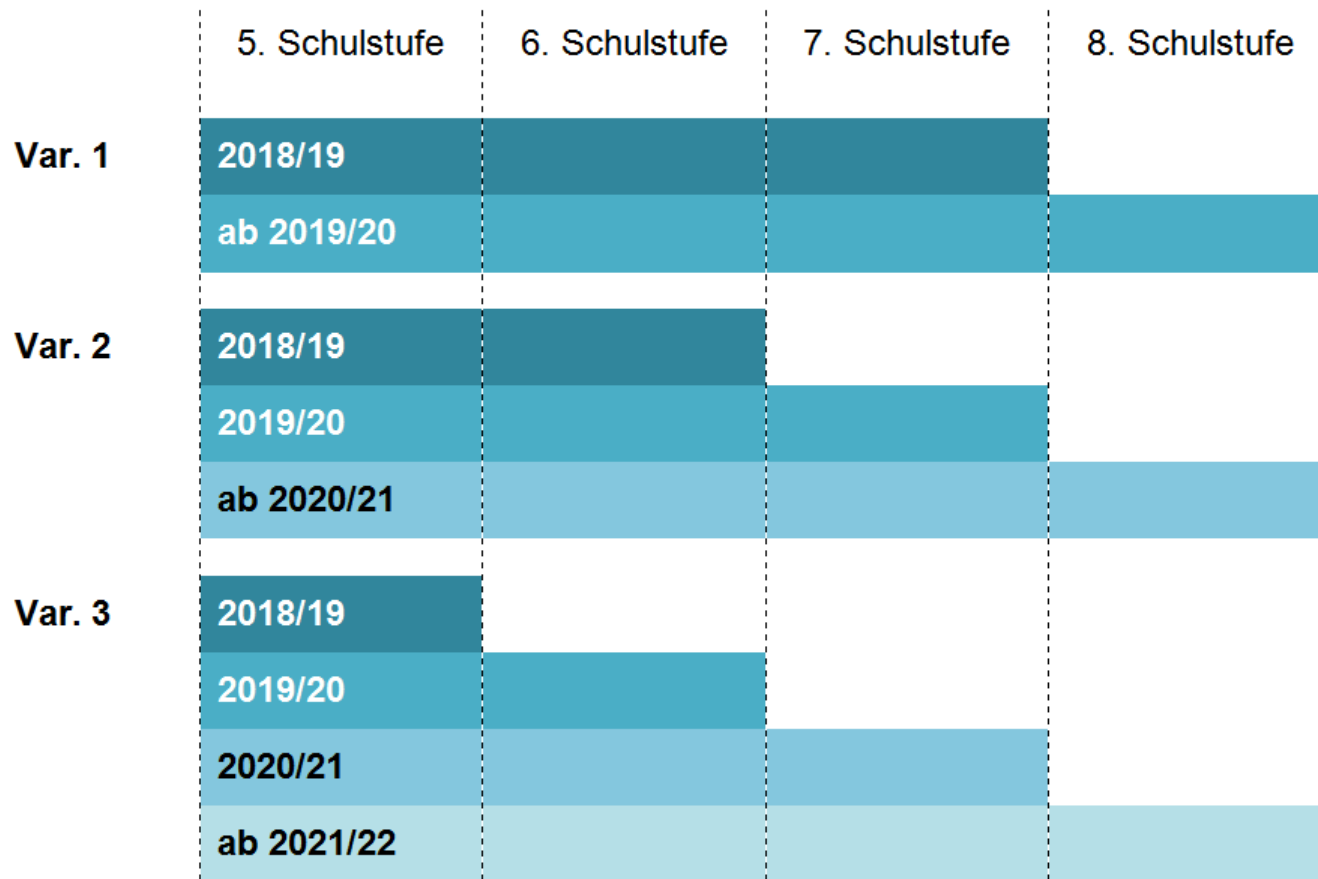 5. Schulstufe 6. Schulstufe 7. Schulstufe 8. Schulstufe
Var. 1 2018/19
ab 2019/20
Var. 2 2018/19
2019/20
ab 2020/21
Var. 3 2018/19
2019/20
2020/21
ab 2021/22